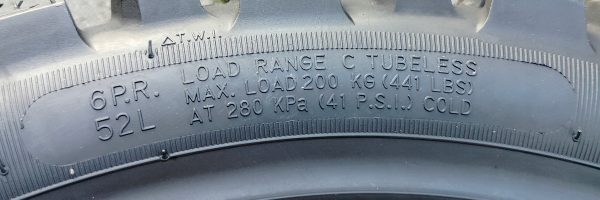 △T.W.I.
6P.R. LOAD RANGE C TUBELESS
MAX. LOAD 200 KG (441 LBS)
52L AT 280 KPa (41 P.S.I.) COLD